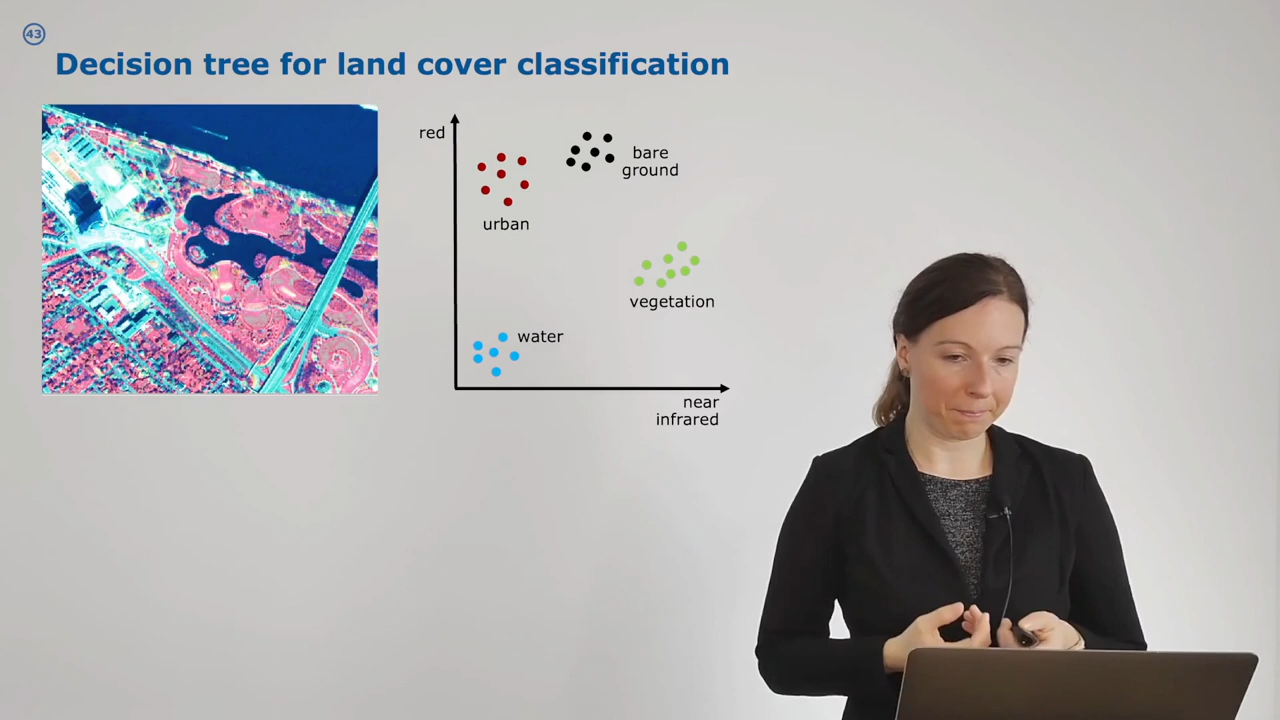 43
Decision tree for land cover classification
red
bare
ground
urban
vegetation
water
near
infrared